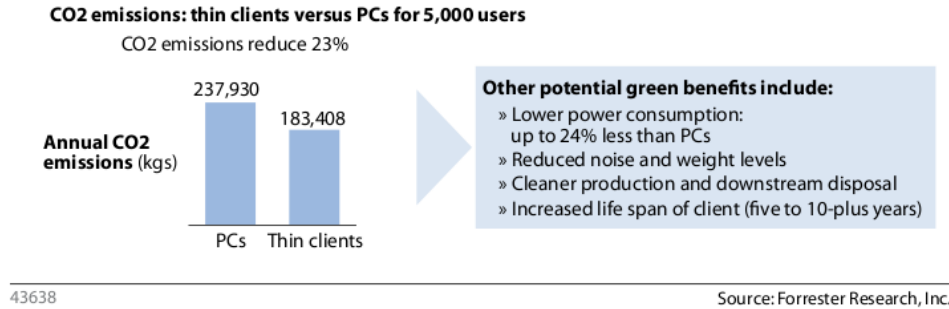 CO2 emissions: thin clients versus PCs for 5,000 users
CO2 emissions reduce 23%
237,930
183,408
Annual CO2
emissions (kgs)
PCs
Thin clients
Other potential green benefits include:
» Lower power consumption:
up to 24% less than PCs
» Reduced noise and weight levels
» Cleaner production and downstream disposal
» Increased life span of client (five to 10-plus years)
43638
Source: Forrester Research, Inc.